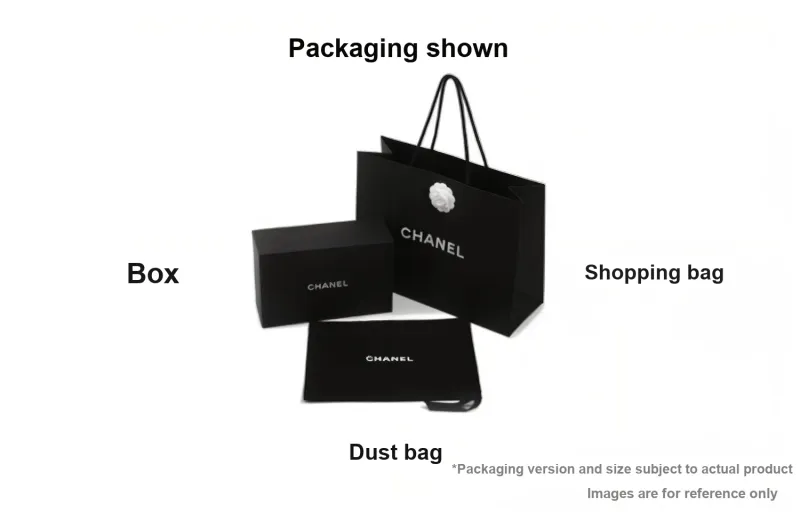 Packaging shown
CHANEL
Box
Shopping bag
CHANEL
CHANEL
Dust bag
*Packaging version and size subject to actual product
Images are for reference only